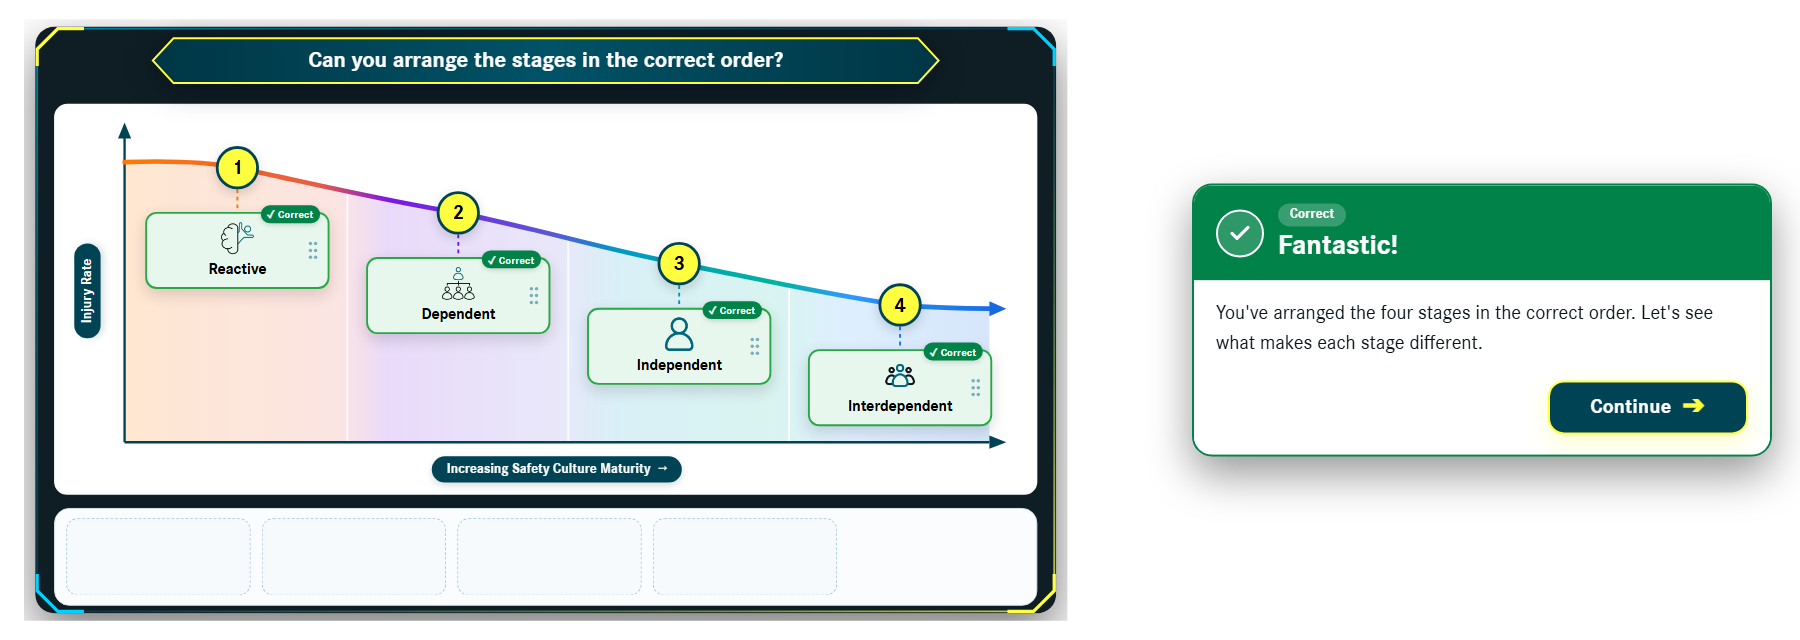 Can you arrange the stages in the correct order?
1
✓ Correct
Reactive
2
✓ Correct
Dependent
3
✓ Correct
Independent
4
✓ Correct
Interdependent
Injury Rate
Increasing Safety Culture Maturity →
Correct
Fantastic!
You've arranged the four stages in the correct order. Let's see
what makes each stage different.
Continue ➔